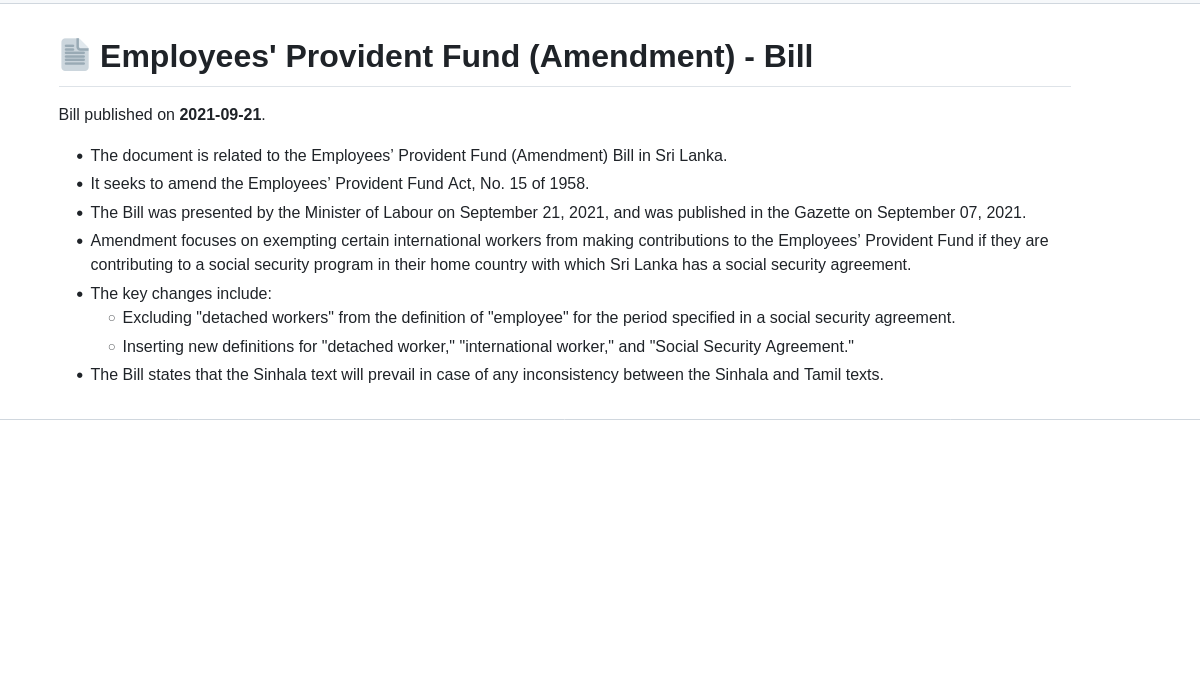 Employees' Provident Fund (Amendment) - Bill
Bill published on 2021-09-21.
The document is related to the Employees’ Provident Fund (Amendment) Bill in Sri Lanka.
It seeks to amend the Employees’ Provident Fund Act, No. 15 of 1958.
The Bill was presented by the Minister of Labour on September 21, 2021, and was published in the Gazette on September 07, 2021.
Amendment focuses on exempting certain international workers from making contributions to the Employees’ Provident Fund if they are
contributing to a social security program in their home country with which Sri Lanka has a social security agreement.
The key changes include:
Excluding "detached workers" from the definition of "employee" for the period specified in a social security agreement.
Inserting new definitions for "detached worker," "international worker," and "Social Security Agreement."
The Bill states that the Sinhala text will prevail in case of any inconsistency between the Sinhala and Tamil texts.